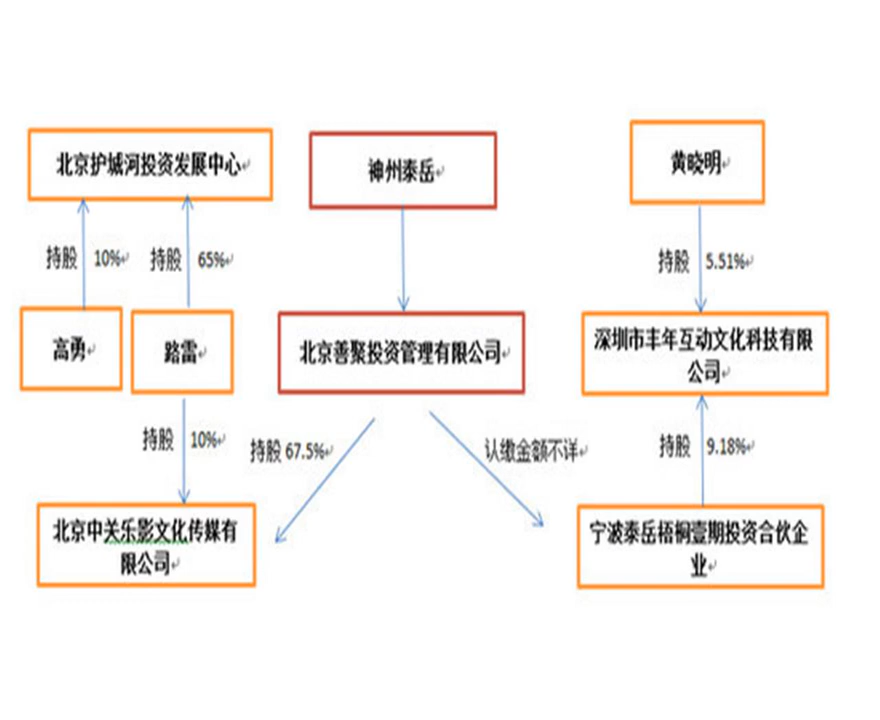 北京护城河投资发展中心
神州泰岳
黄晓明
持股 10%
持股 65%
持股 5.51%
高勇
路雷
北京善聚投资管理有限公司
深圳市丰年互动文化科技有限
公司
持股 10%
持股 67.5%
认缴金额不详
持股 9.18%
北京中关乐影文化传媒有
限公司
宁波泰岳梧桐壹期投资合伙企
业